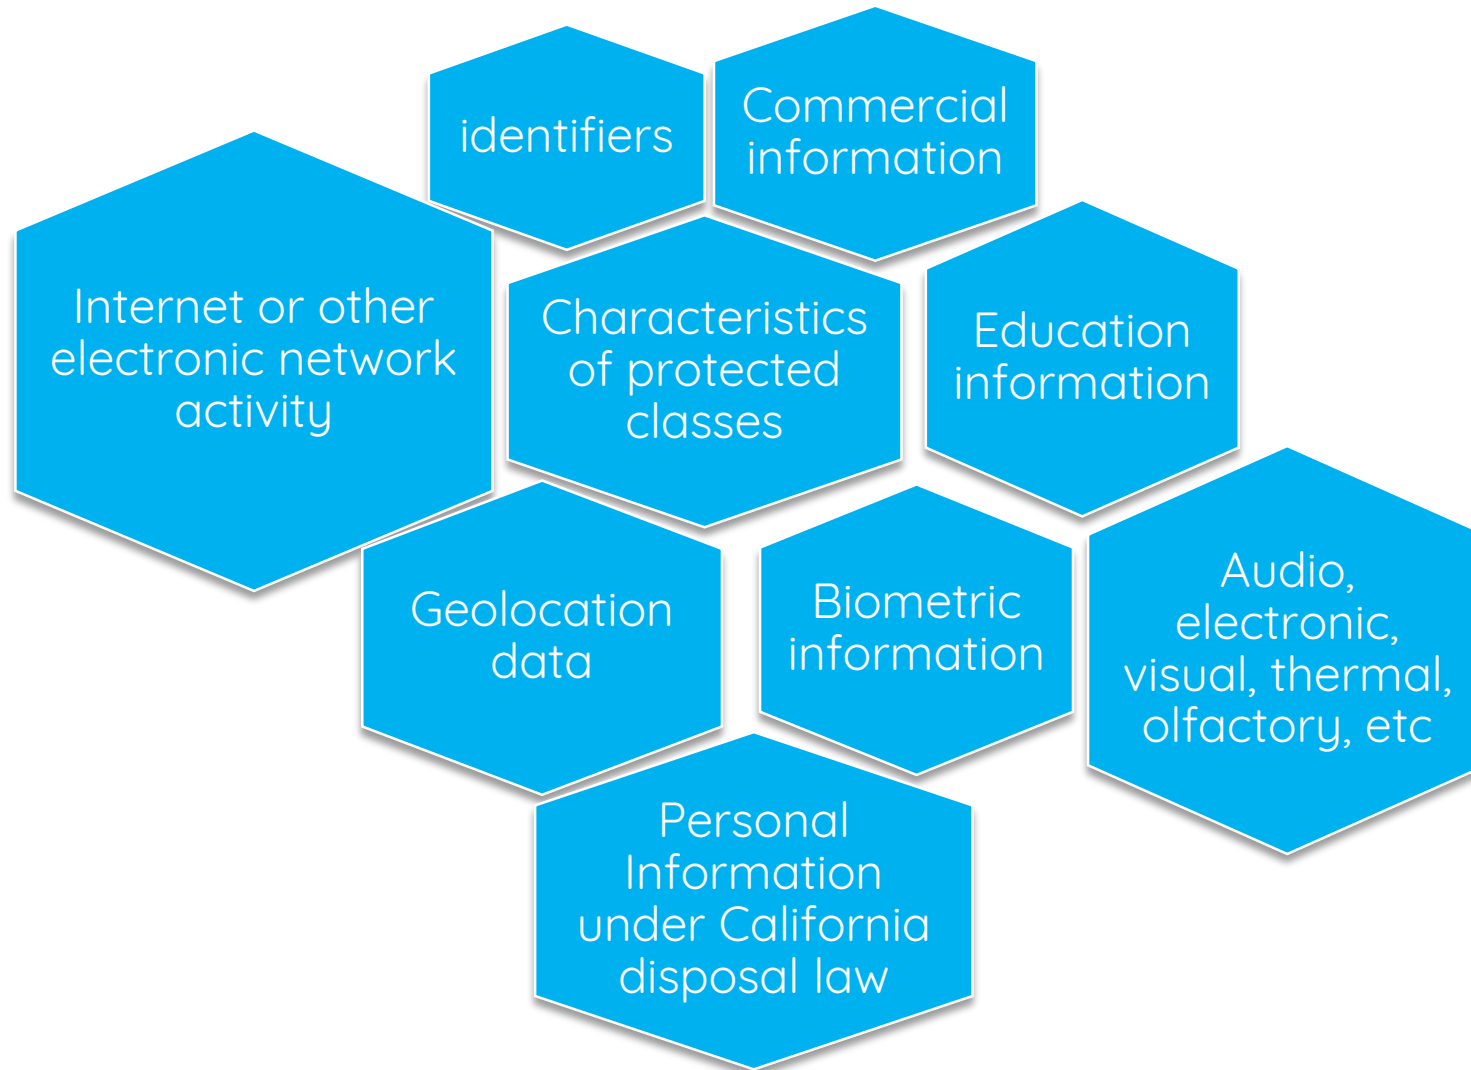 identifiers
Commercial
information
Internet or other
electronic network
activity
Characteristics
of protected
classes
Education
information
Geolocation
data
Biometric
information
Audio,
electronic,
visual, thermal,
olfactory, etc
Personal
Information
under California
disposal law